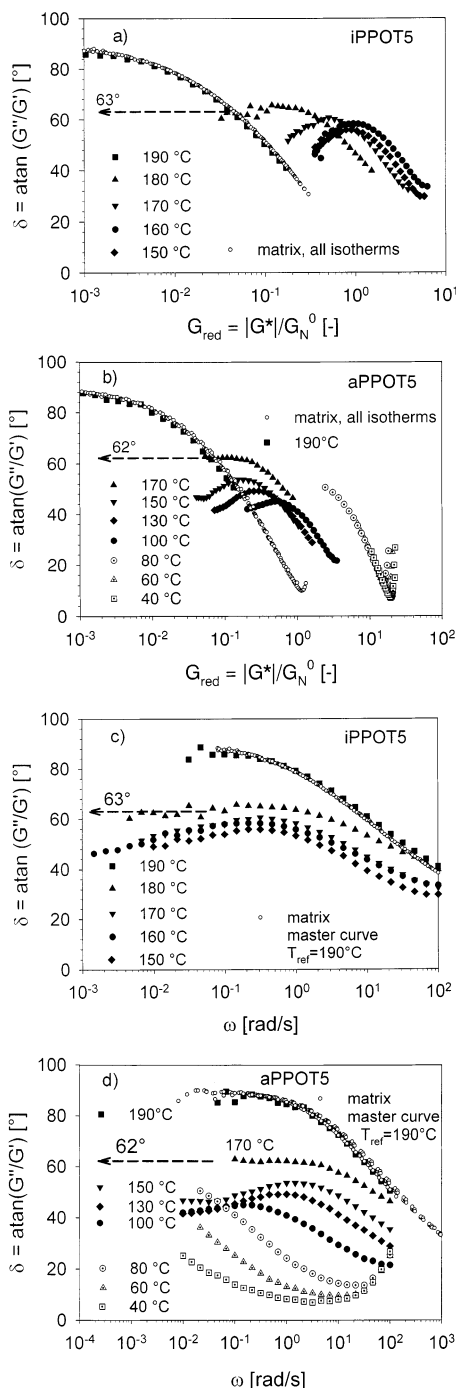 a)
iPPOT5
100
80
60
40
20
0
63°
190 °C
180 °C
170 °C
160 °C
150 °C
matrix, all isotherms
δ = atan (G''/G') [°]
10-3
10-2
10-1
100
101
Gred = |G*|/GN0 [-]
b)
aPPOT5
100
80
60
40
20
0
matrix, all isotherms
190°C
62°
170 °C
150 °C
130 °C
100 °C
80 °C
60 °C
40 °C
δ = atan(G''/G') [°]
10-3
10-2
10-1
100
101
102
Gred = |G*|/GN0 [-]
c)
iPPOT5
100
80
60
40
20
0
63°
190 °C
180 °C
170 °C
160 °C
150 °C
matrix
master curve
Tref=190°C
δ = atan (G''/G') [°]
10-3
10-2
10-1
100
101
102
ω [rad/s]
d)
aPPOT5
100
80
60
40
20
0
190°C
matrix
master curve
Tref=190°C
62°
170 °C
150 °C
130 °C
100 °C
80 °C
60 °C
40 °C
δ = atan(G''/G') [°]
10-4
10-3
10-2
10-1
100
101
102
103
ω [rad/s]